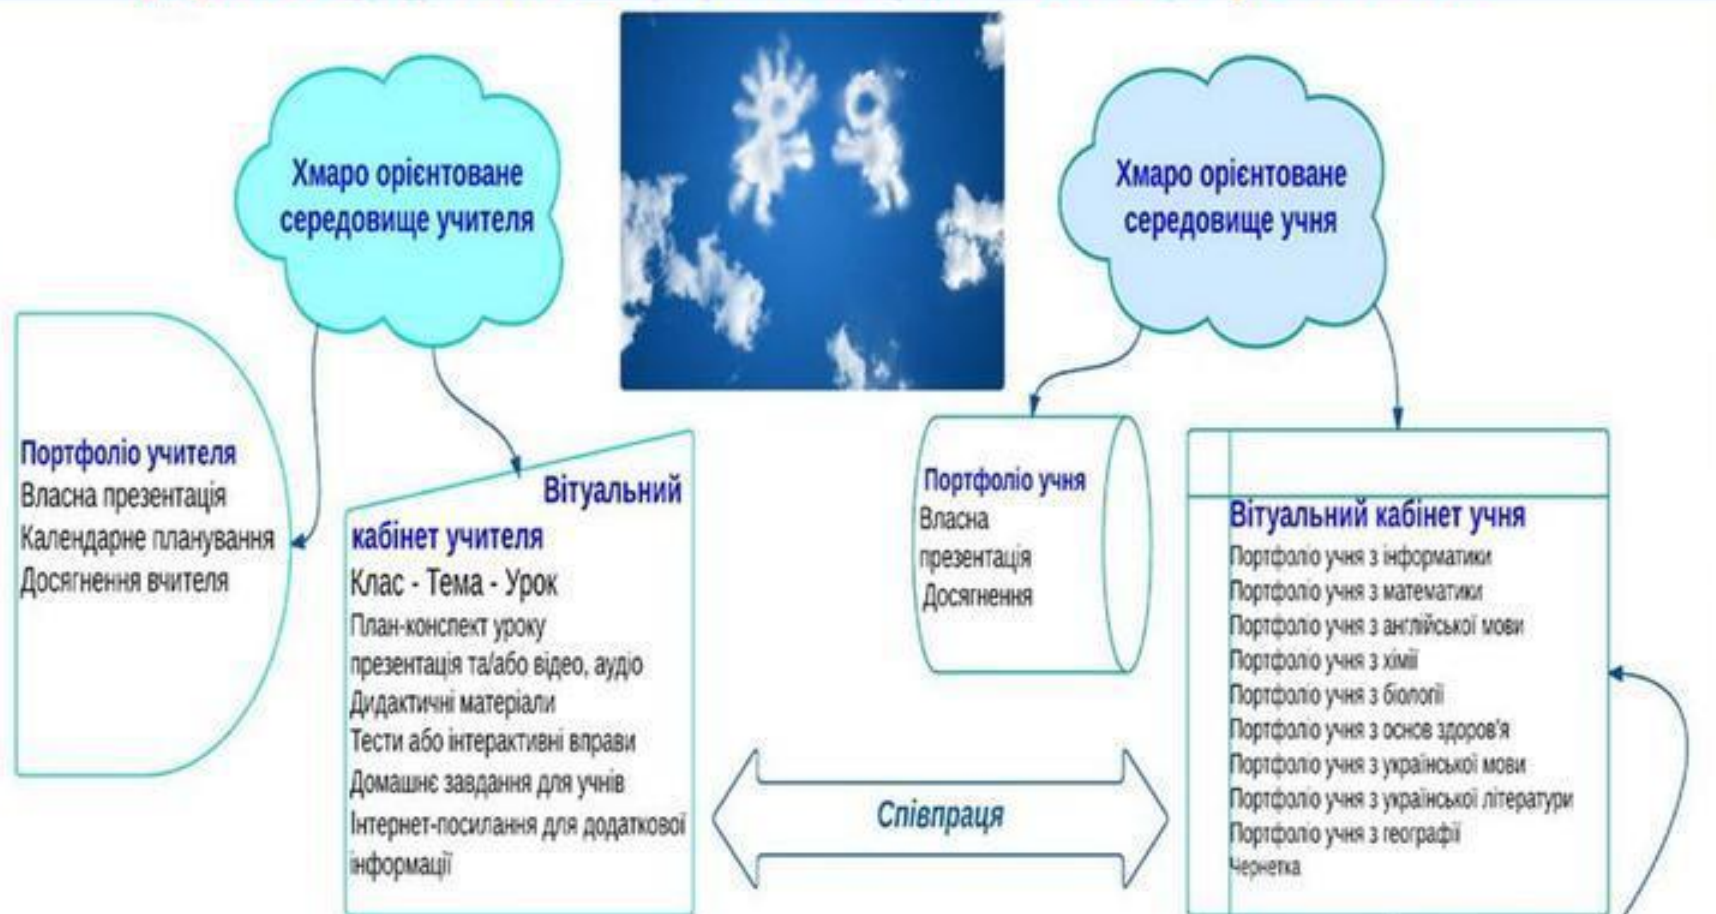 Хмаро орієнтоване
середовище учителя
Хмаро орієнтоване
середовище учня
Портфоліо учителя
Власна презентація
Календарне планування
Досягнення вчителя
Вітуальний
кабінет учителя
Клас - Тема - Урок
План-конспект уроку
презентація та/або відео, аудіо
Дидактичні матеріали
Тести або інтерактивні вправи
Домашнє завдання для учнів
Інтернет-посилання для додаткової
інформації
Портфоліо учня
Власна
презентація
Досягнення
Вітуальний кабінет учня
Портфоліо учня з інформатики
Портфоліо учня з математики
Портфоліо учня з англійської мови
Портфоліо учня з хімії
Портфоліо учня з біології
Портфоліо учня з основ здоров'я
Портфоліо учня з української мови
Портфоліо учня з української літератури
Портфоліо учня з географії
Чернетка
Співпраця